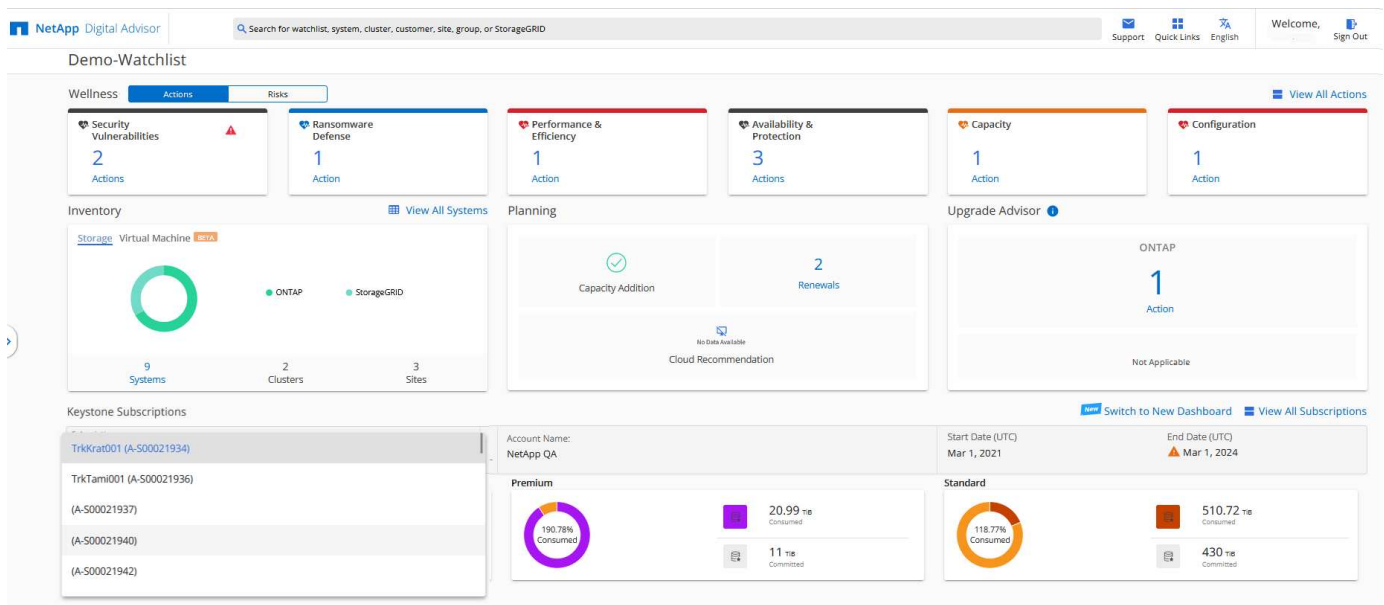 NetApp Digital Advisor
Search for watchlist, system, cluster, customer, site, group, or StorageGRID
Support
Quick Links
English
Welcome,
Sign Out
Demo-Watchlist
Wellness
Actions
Risks
View All Actions
Security
Vulnerabilities
2
Actions
Ransomware
Defense
1
Action
Performance &
Efficiency
1
Action
Availability &
Protection
3
Actions
Capacity
1
Action
Configuration
1
Action
Inventory
View All Systems
Storage Virtual Machine BETA
ONTAP
StorageGRID
9
Systems
2
Clusters
3
Sites
Planning
Capacity Addition
2
Renewals
No Data Available
Cloud Recommendation
Upgrade Advisor
ONTAP
1
Action
Not Applicable
Keystone Subscriptions
New Switch to New Dashboard
View All Subscriptions
TrkKrat001 (A-S00021934)
TrkTami001 (A-S00021936)
(A-S00021937)
(A-S00021940)
(A-S00021942)
Account Name:
NetApp QA
Start Date (UTC)
Mar 1, 2021
End Date (UTC)
Mar 1, 2024
Premium
190.78%
Consumed
20.99 TiB
Consumed
11 TiB
Committed
Standard
118.77%
Consumed
510.72 TiB
Consumed
430 TiB
Committed